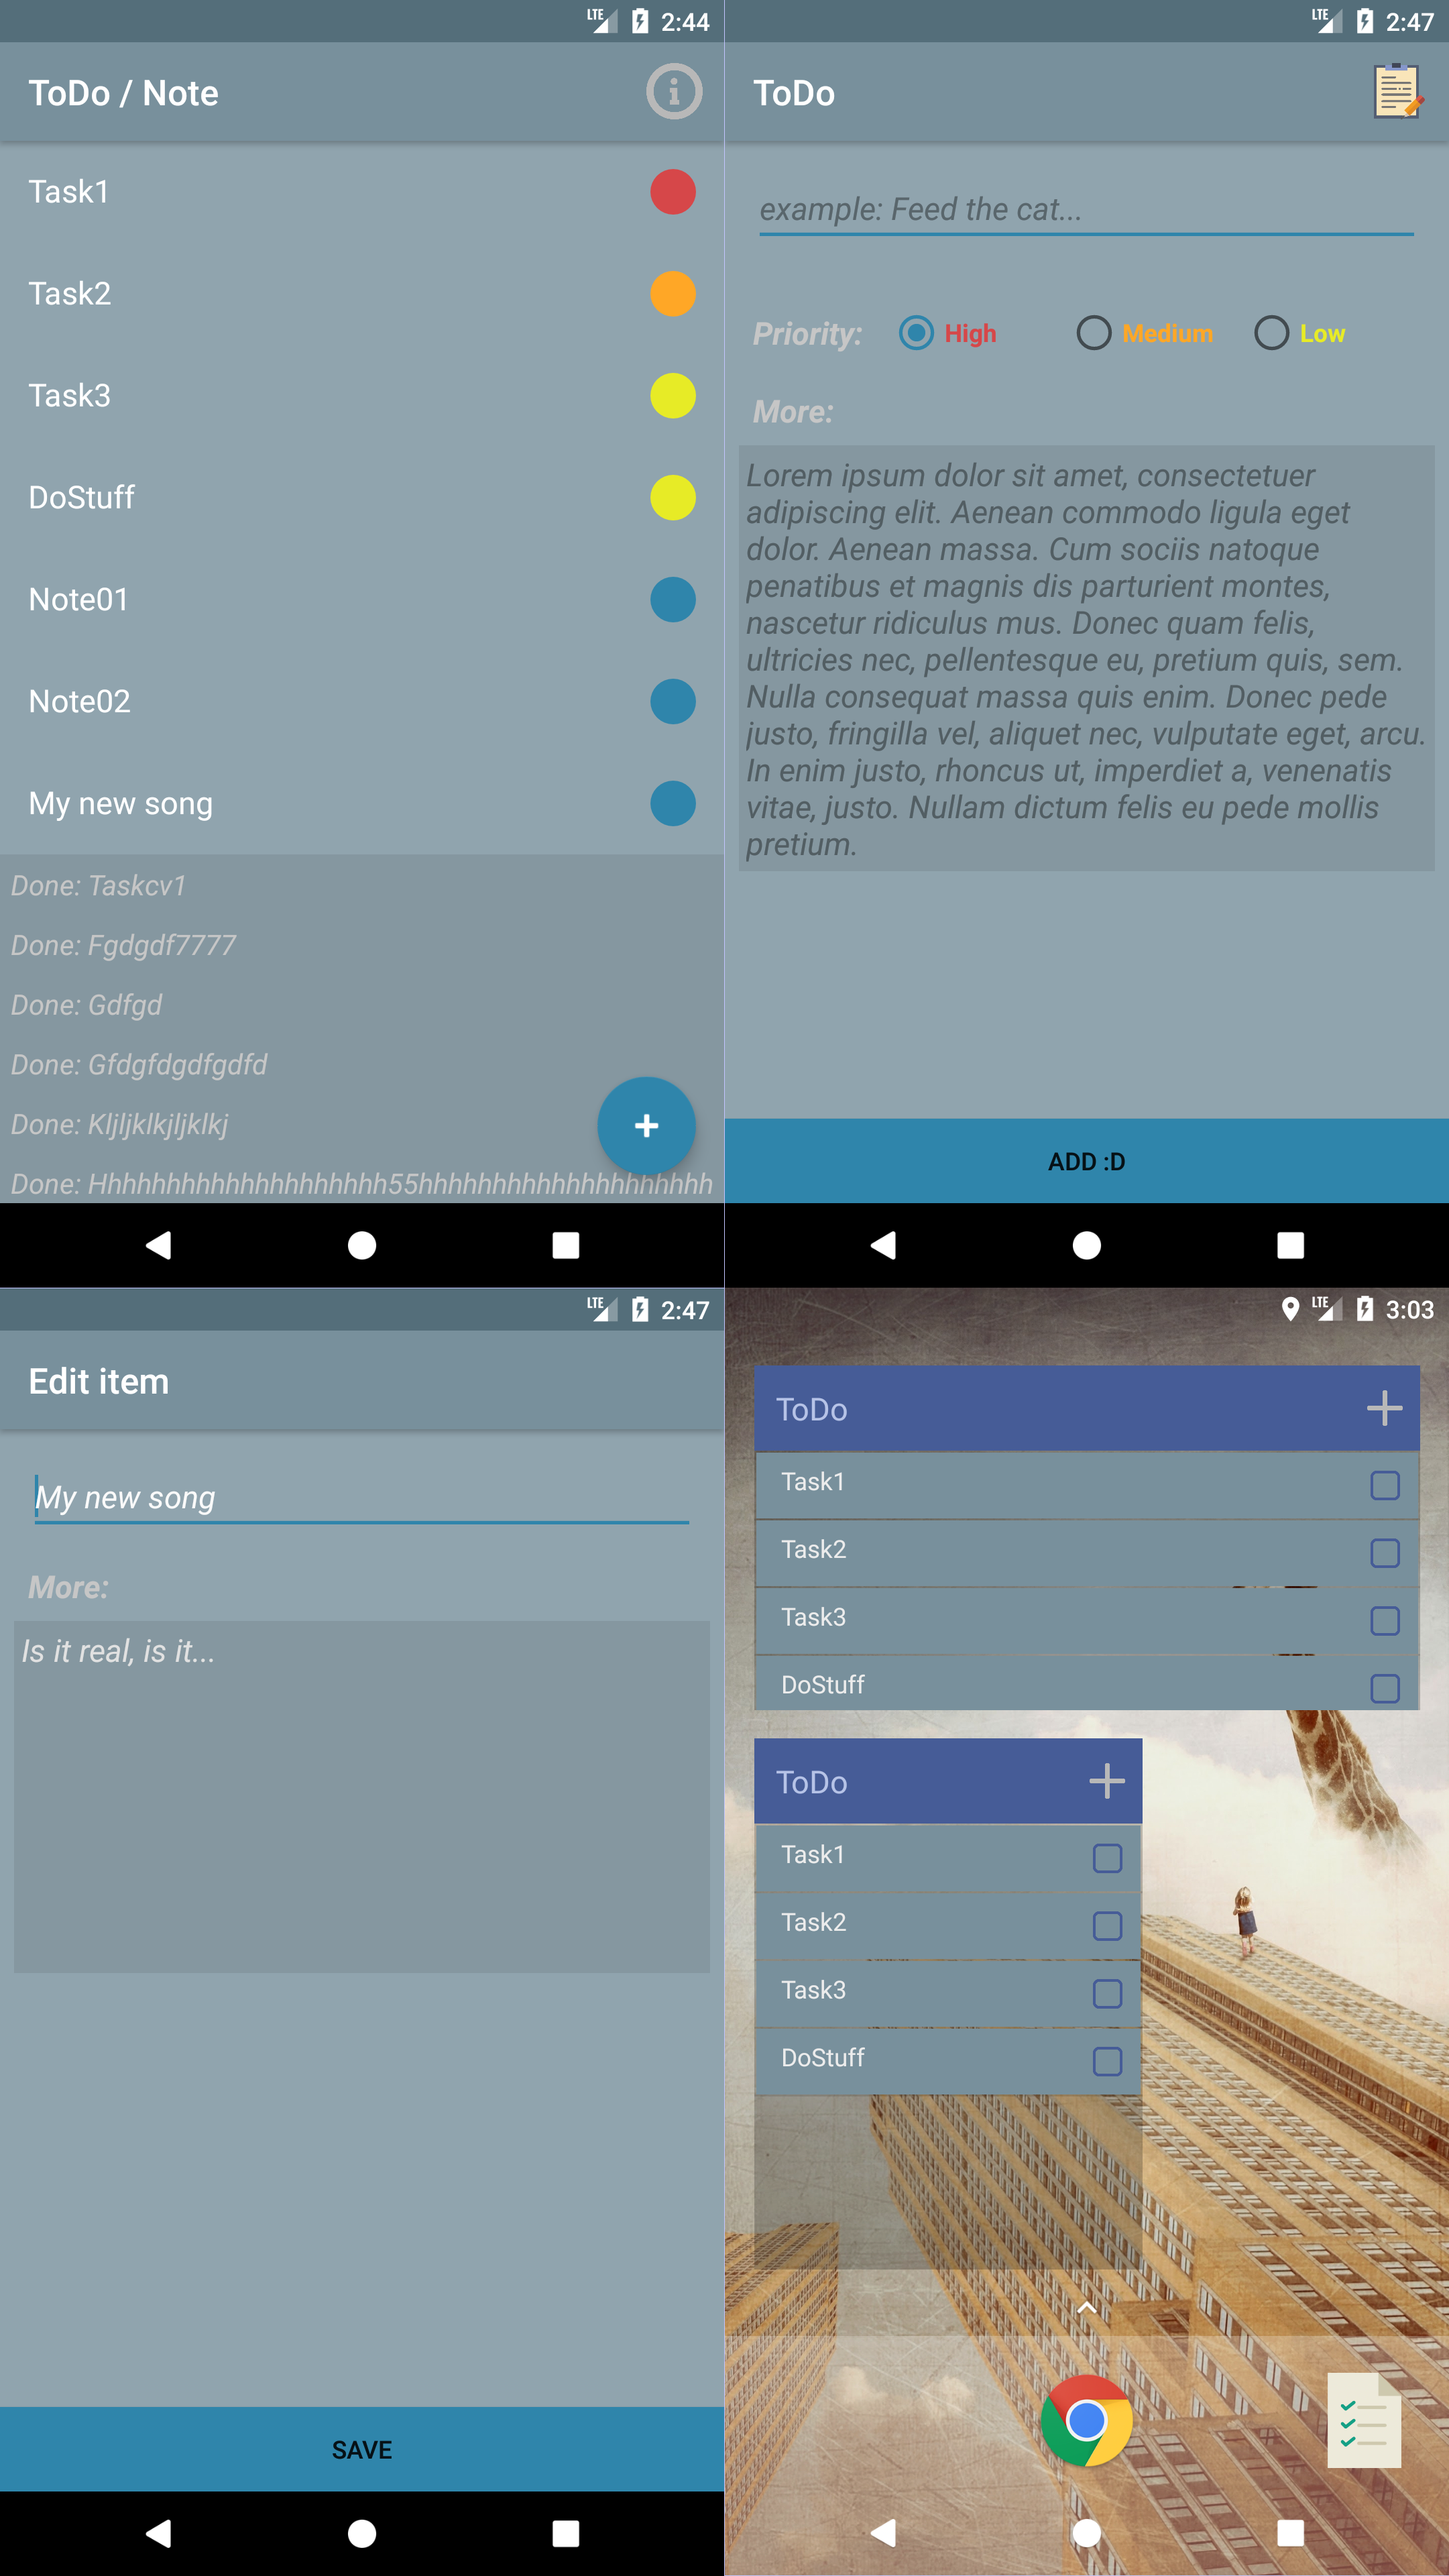 LTE 2:44
ToDo / Note
Task1
Task2
Task3
DoStuff
Note01
Note02
My new song
Done: Taskcv1
Done: Fgdgdf7777
Done: Gdfgd
Done: Gfdgfdgdfgdfd
Done: Kljljklkjljklkj
LTE 2:47
ToDo
example: Feed the cat...
Priority: High Medium Low
More:
Lorem ipsum dolor sit amet, consectetuer
adipiscing elit. Aenean commodo ligula eget
dolor. Aenean massa. Cum sociis natoque
penatibus et magnis dis parturient montes,
nascetur ridiculus mus. Donec quam felis,
ultricies nec, pellentesque eu, pretium quis, sem.
Nulla consequat massa quis enim. Donec pede
justo, fringilla vel, aliquet nec, vulputate eget, arcu.
In enim justo, rhoncus ut, imperdiet a, venenatis
vitae, justo. Nullam dictum felis eu pede mollis
pretium.
ADD :D
LTE 2:47
Edit item
My new song
More:
Is it real, is it...
SAVE
LTE 3:03
ToDo
Task1
Task2
Task3
DoStuff
ToDo
Task1
Task2
Task3
DoStuff